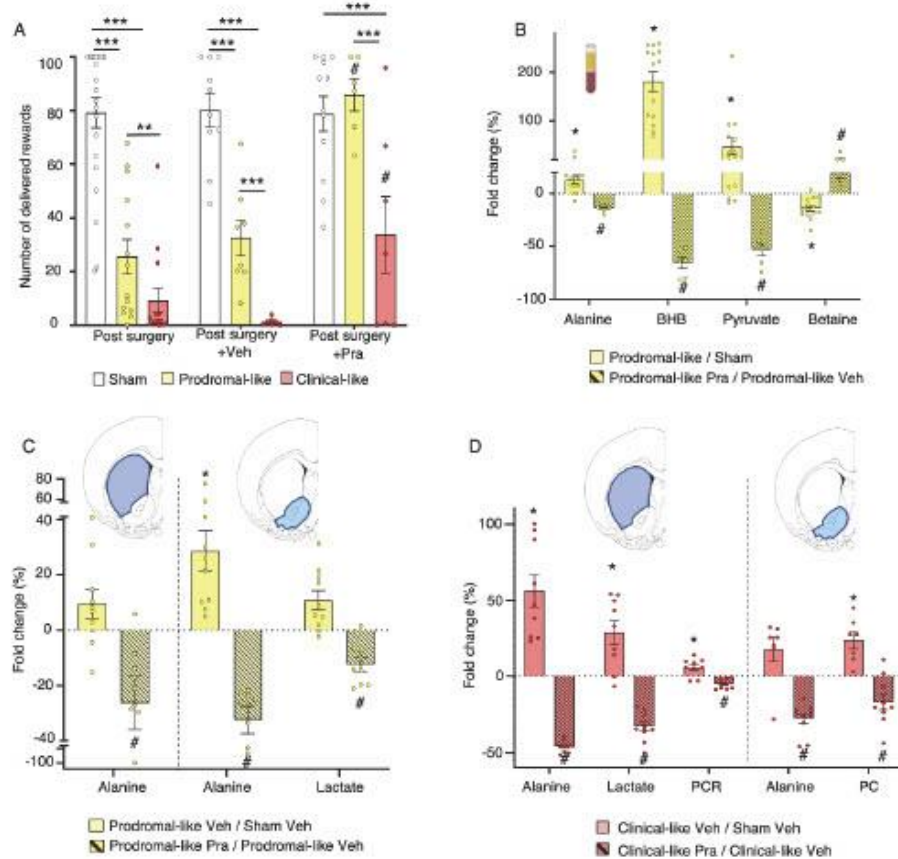 A
***
***
**
Number of delivered rewards
100
80
60
40
20
0
Post surgery
***
***
***
Post surgery
+Veh
***
***
#
#
Post surgery
+Pra
Sham
Prodromal-like
Clinical-like
B
Fold change (%)
200
100
0
-50
-100
*
#
*
#
*
#
*
#
Alanine
BHB
Pyruvate
Betaine
Prodromal-like / Sham
Prodromal-like Pra / Prodromal-like Veh
C
Fold change (%)
80
60
40
20
0
-20
-40
-100
#
*
#
#
Alanine
Alanine
Lactate
Prodromal-like Veh / Sham Veh
Prodromal-like Pra / Prodromal-like Veh
D
Fold change (%)
100
50
0
-50
*
#
*
#
*
#
#
*
#
Alanine
Lactate
PCR
Alanine
PC
Clinical-like Veh / Sham Veh
Clinical-like Pra / Clinical-like Veh